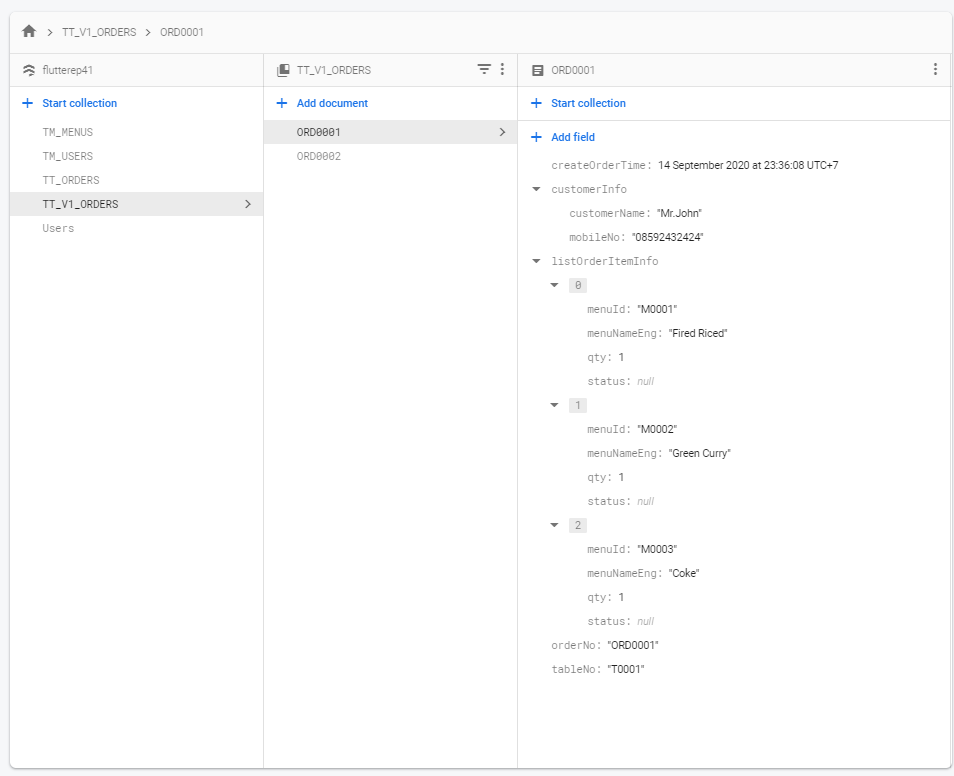 TT_V1_ORDERS > ORD0001
flutterep41
Start collection
TM_MENUS
TM_USERS
TT_ORDERS
TT_V1_ORDERS
Users
TT_V1_ORDERS
Add document
ORD0001
ORD0002
ORD0001
Start collection
Add field
createOrderTime: 14 September 2020 at 23:36:08 UTC+7
customerInfo
customerName: "Mr.John"
mobileNo: "08592432424"
listOrderItemInfo
0
menuId: "M0001"
menuNameEng: "Fired Riced"
qty: 1
status: null
1
menuId: "M0002"
menuNameEng: "Green Curry"
qty: 1
status: null
2
menuId: "M0003"
menuNameEng: "Coke"
qty: 1
status: null
orderNo: "ORD0001"
tableNo: "T0001"